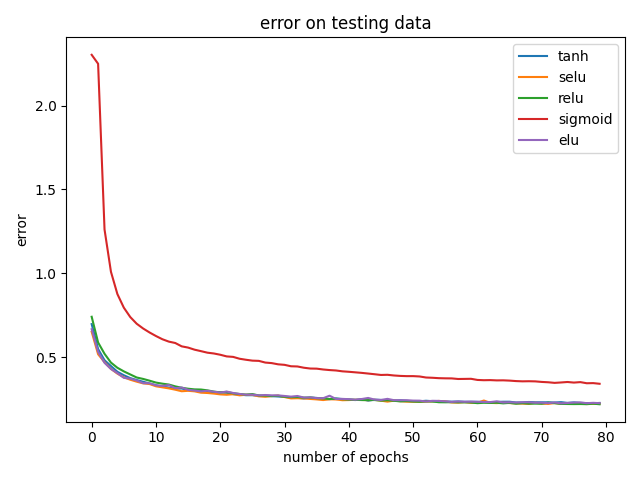 error on testing data
error
2.0
1.5
1.0
0.5
tanh
selu
relu
sigmoid
elu
0 10 20 30 40 50 60 70 80
number of epochs